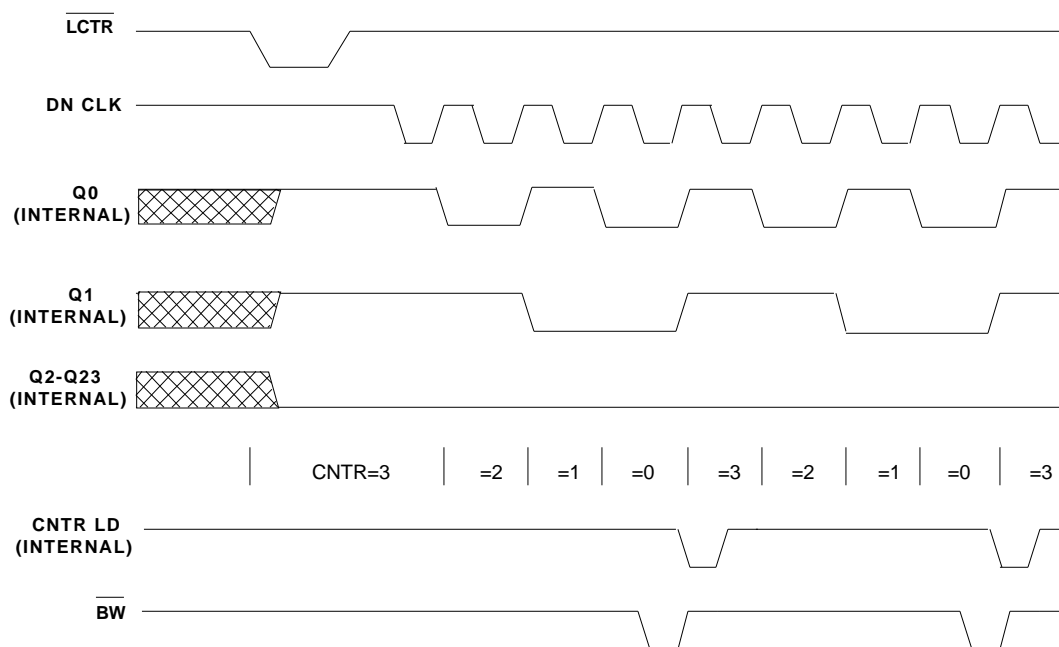 LCTR
DN CLK
Q0
(INTERNAL)
Q1
(INTERNAL)
Q2-Q23
(INTERNAL)
CNTR=3 =2 =1 =0 =3 =2 =1 =0 =3
CNTR LD
(INTERNAL)
BW